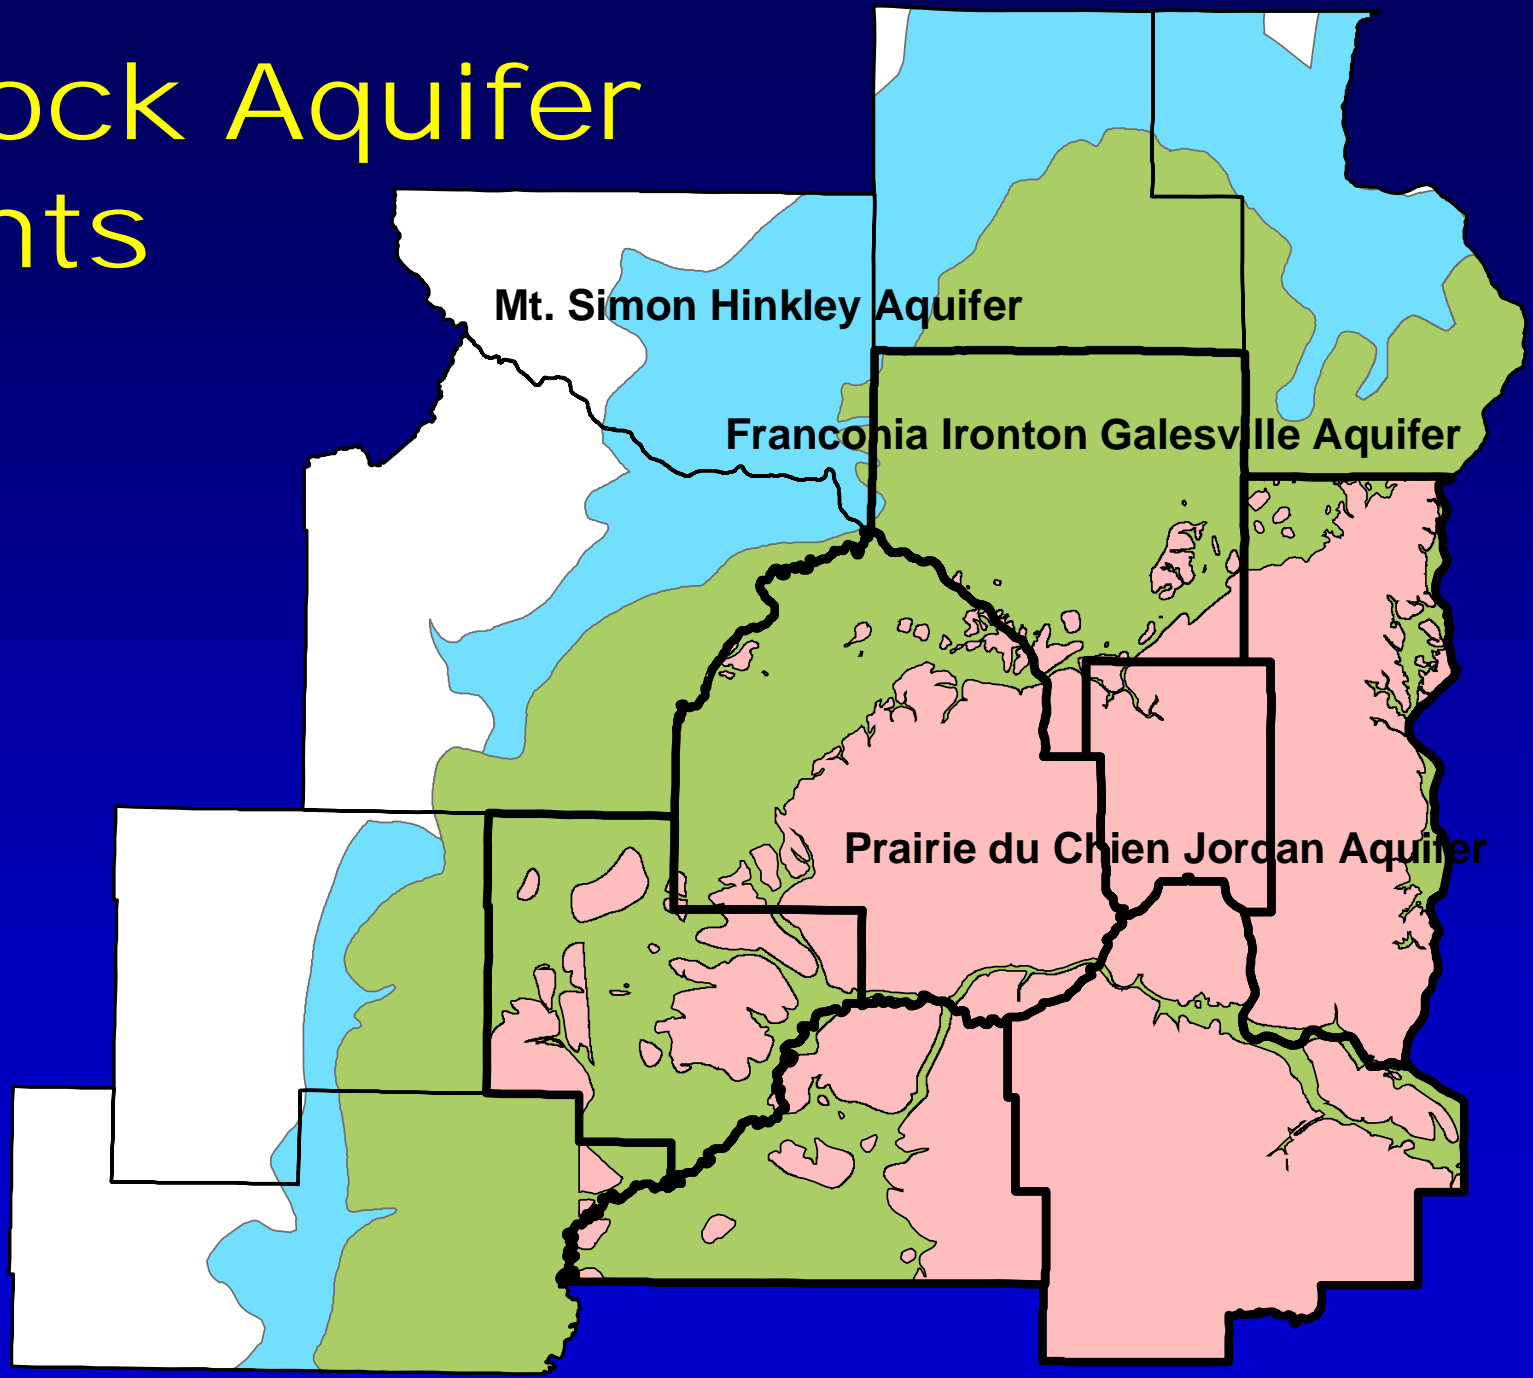 ock Aquifer
nts
Mt. Simon Hinkley Aquifer
Franconia Ironton Galesville Aquifer
Prairie du Chien Jordan Aquifer